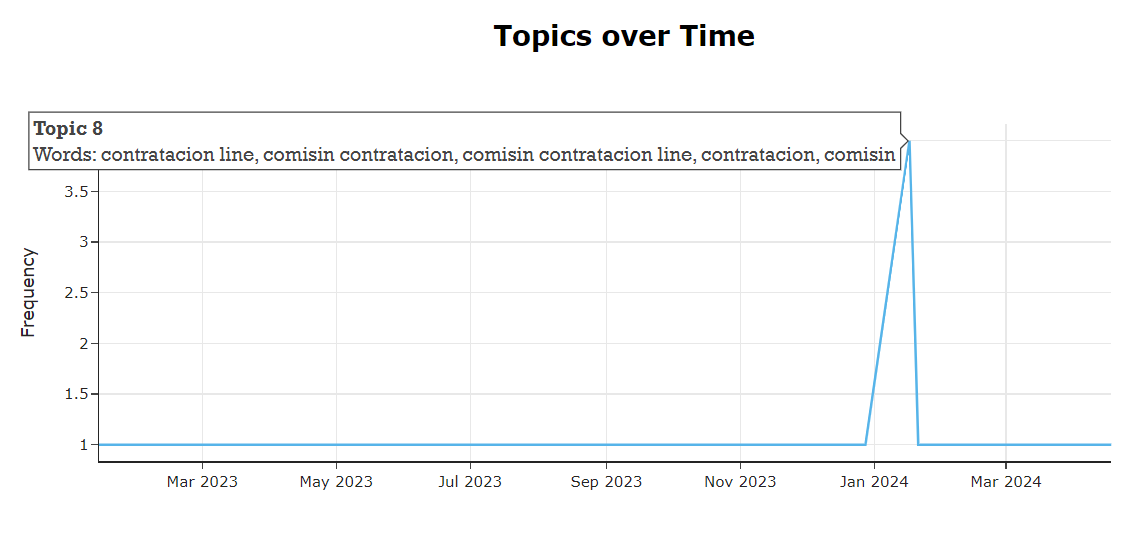 Topics over Time
Topic 8
Words: contratacion line, comisin contratacion, comisin contratacion line, contratacion, comisin
3.5
3
2.5
2
1.5
1
Frequency
Mar 2023
May 2023
Jul 2023
Sep 2023
Nov 2023
Jan 2024
Mar 2024